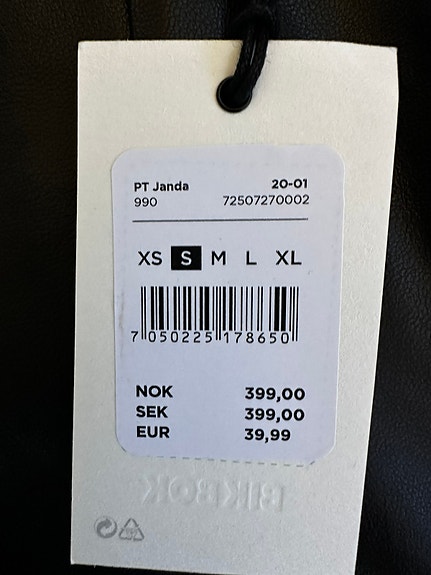 PT Janda 20-01
990 72507270002
XS S M L XL
7 050225 178650
NOK 399,00
SEK 399,00
EUR 39,99
BIKBOK